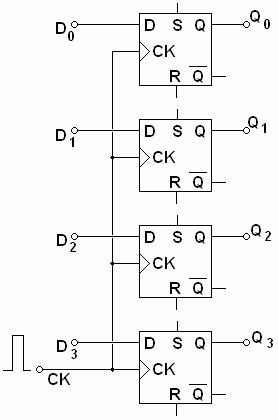 D0 D S Q Q0
CK
R Q̅
D1 D S Q Q1
CK
R Q̅
D2 D S Q Q2
CK
R Q̅
D3 D S Q Q3
CK CK
R Q̅